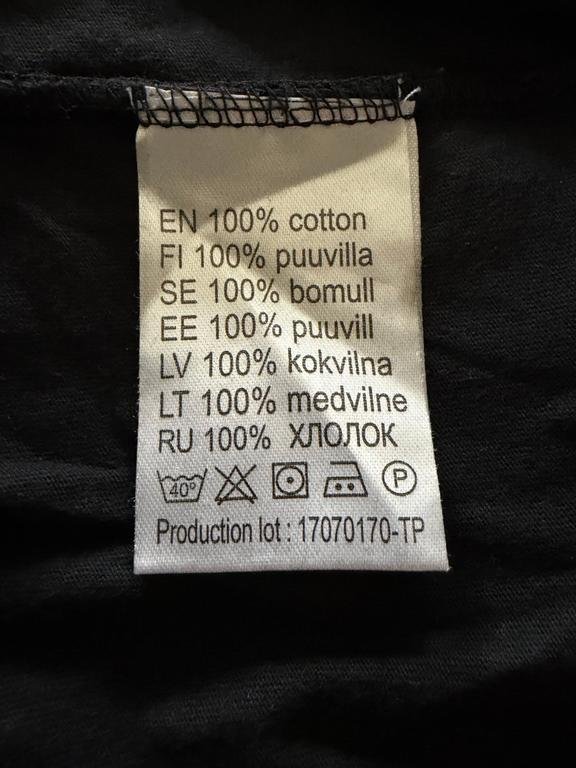 EN 100% cotton
FI 100% puuvilla
SE 100% bomull
EE 100% puuvill
LV 100% kokvilna
LT 100% medvilne
RU 100% ХЛОЛОК
40° P
Production lot : 17070170-TP